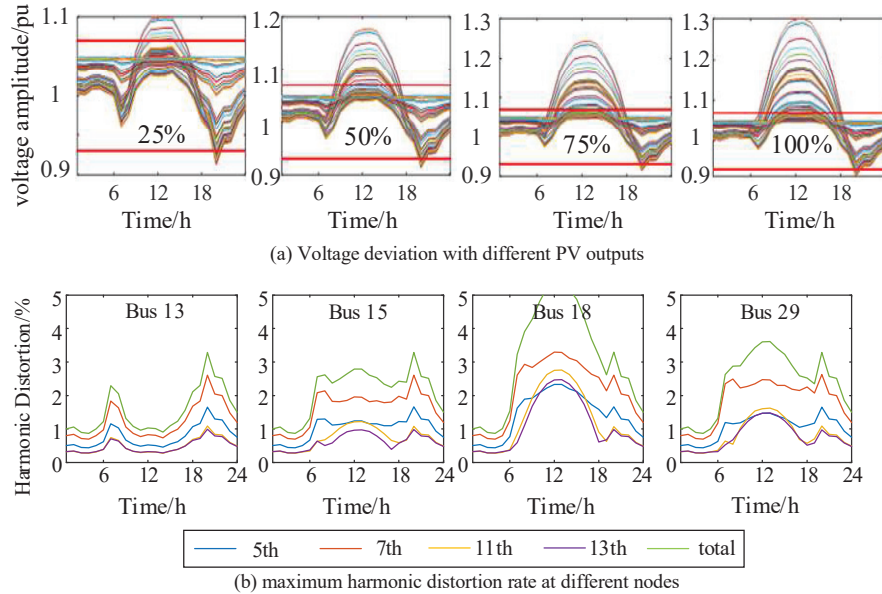 voltage amplitude/pu
1.1
1
0.9
25%
6 12 18
Time/h
1.2
1.1
1
0.9
50%
6 12 18
Time/h
1.3
1.2
1.1
1
0.9
75%
6 12 18
Time/h
1.3
1.2
1.1
1
0.9
100%
6 12 18
Time/h
(a) Voltage deviation with different PV outputs
Harmonic Distortion/%
5
4
3
2
1
0
Bus 13
6 12 18 24
Time/h
5
4
3
2
1
0
Bus 15
6 12 18 24
Time/h
5
4
3
2
1
0
Bus 18
6 12 18 24
Time/h
5
4
3
2
1
0
Bus 29
6 12 18 24
Time/h
5th 7th 11th 13th total
(b) maximum harmonic distortion rate at different nodes